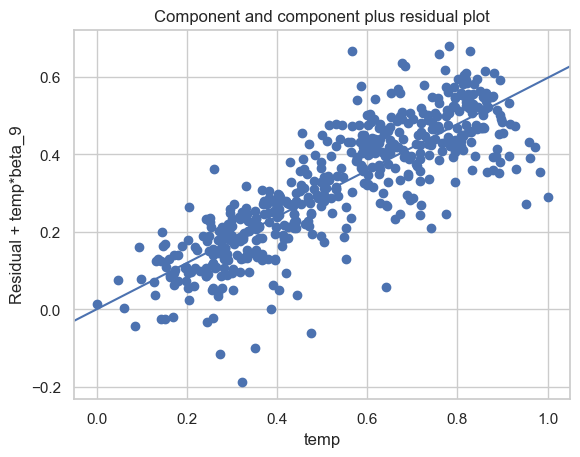 Component and component plus residual plot
Residual + temp*beta_9
0.6
0.4
0.2
0.0
−0.2
0.0 0.2 0.4 0.6 0.8 1.0
temp